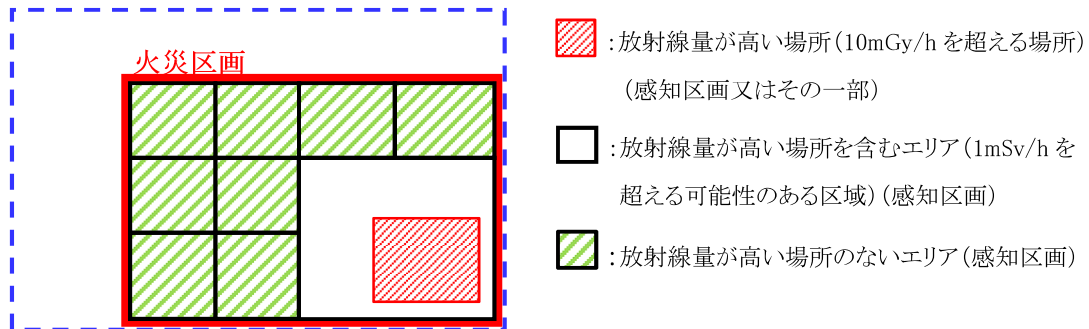 火災区画
：放射線量が高い場所（10mGy/h を超える場所）
（感知区画又はその一部）
：放射線量が高い場所を含むエリア（1mSv/h を
超える可能性のある区域）（感知区画）
：放射線量が高い場所のないエリア（感知区画）